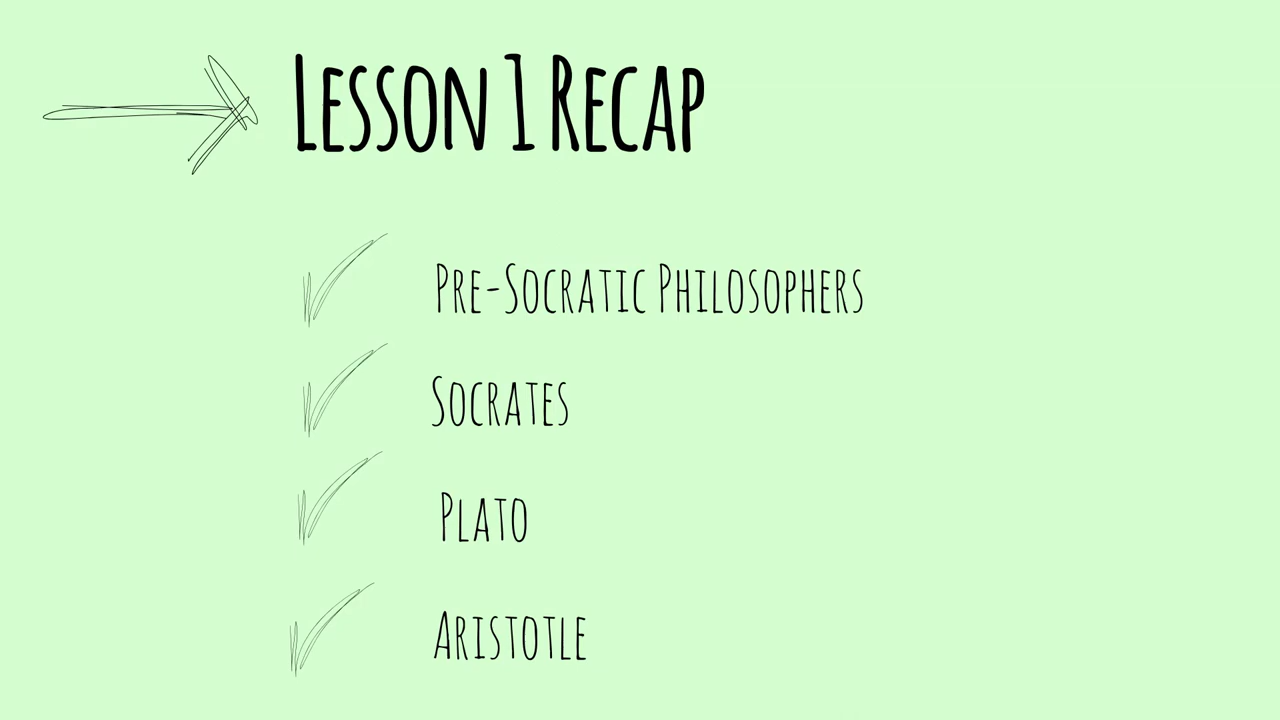 Lesson 1 Recap
Pre-Socratic Philosophers
Socrates
Plato
Aristotle